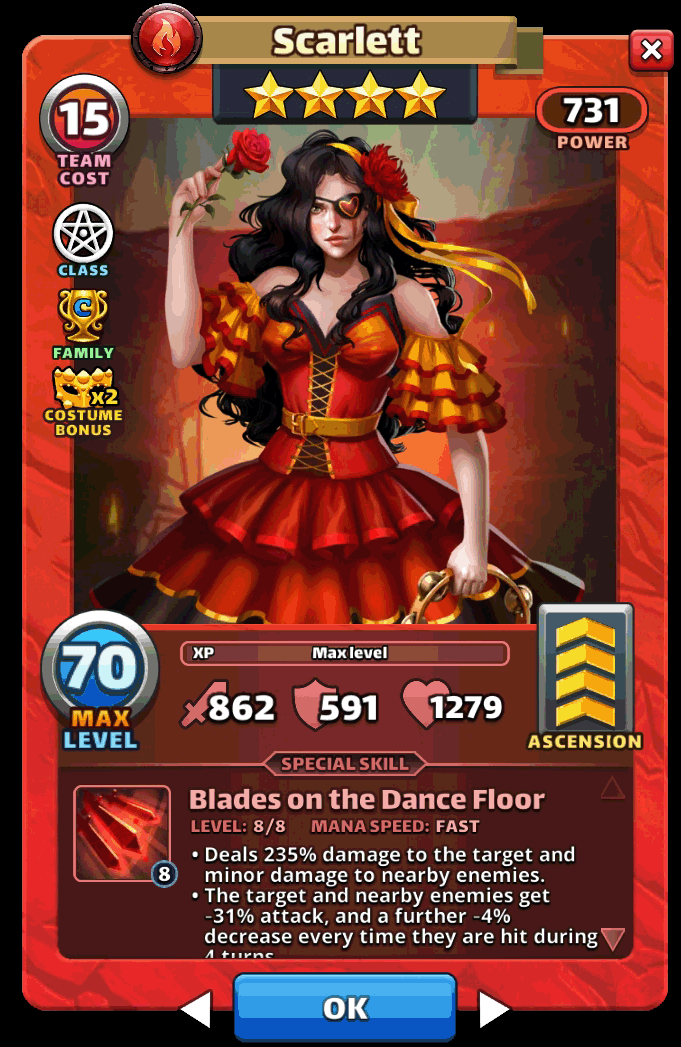 Scarlett
15
TEAM
COST
731
POWER
CLASS
C
FAMILY
x2
COSTUME
BONUS
70
MAX
LEVEL
XP Max level
862 591 1279
ASCENSION
SPECIAL SKILL
Blades on the Dance Floor
LEVEL: 8/8 MANA SPEED: FAST
8
• Deals 235% damage to the target and
minor damage to nearby enemies.
• The target and nearby enemies get
-31% attack, and a further -4%
decrease every time they are hit during
4 turns.
OK